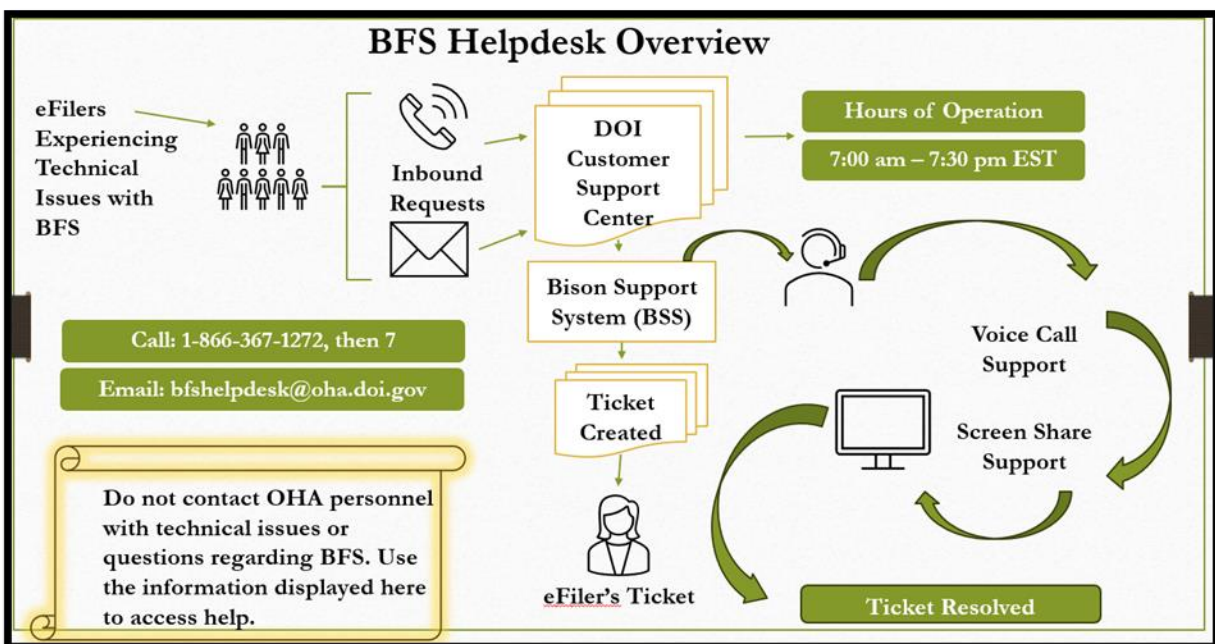 BFS Helpdesk Overview
eFilers
Experiencing
Technical
Issues with
BFS
Inbound
Requests
DOI
Customer
Support
Center
Hours of Operation
7:00 am – 7:30 pm EST
Bison Support
System (BSS)
Call: 1-866-367-1272, then 7
Email: bfshelpdesk@oha.doi.gov
Ticket
Created
Voice Call
Support
Screen Share
Support
Do not contact OHA personnel
with technical issues or
questions regarding BFS. Use
the information displayed here
to access help.
eFiler's Ticket
Ticket Resolved